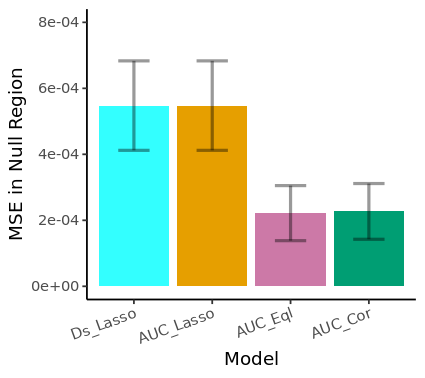 MSE in Null Region
8e-04
6e-04
4e-04
2e-04
0e+00
Ds_Lasso
AUC_Lasso
AUC_Eql
AUC_Cor
Model